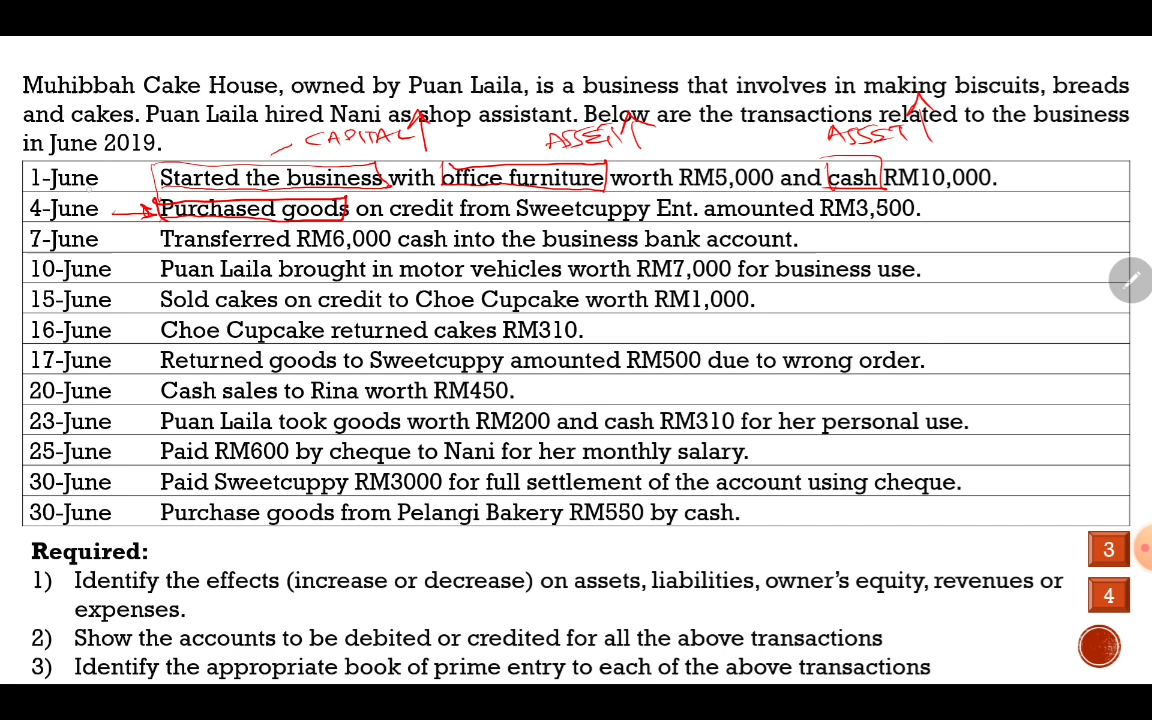 Muhibbah Cake House, owned by Puan Laila, is a business that involves in making biscuits, breads
and cakes. Puan Laila hired Nani as shop assistant. Below are the transactions related to the business
in June 2019.
CAPITAL ASSET ASSET
1-June Started the business with office furniture worth RM5,000 and cash RM10,000.
4-June Purchased goods on credit from Sweetcuppy Ent. amounted RM3,500.
7-June Transferred RM6,000 cash into the business bank account.
10-June Puan Laila brought in motor vehicles worth RM7,000 for business use.
15-June Sold cakes on credit to Choe Cupcake worth RM1,000.
16-June Choe Cupcake returned cakes RM310.
17-June Returned goods to Sweetcuppy amounted RM500 due to wrong order.
20-June Cash sales to Rina worth RM450.
23-June Puan Laila took goods worth RM200 and cash RM310 for her personal use.
25-June Paid RM600 by cheque to Nani for her monthly salary.
30-June Paid Sweetcuppy RM3000 for full settlement of the account using cheque.
30-June Purchase goods from Pelangi Bakery RM550 by cash.
Required:
1) Identify the effects (increase or decrease) on assets, liabilities, owner's equity, revenues or
expenses.
2) Show the accounts to be debited or credited for all the above transactions
3) Identify the appropriate book of prime entry to each of the above transactions
3
4